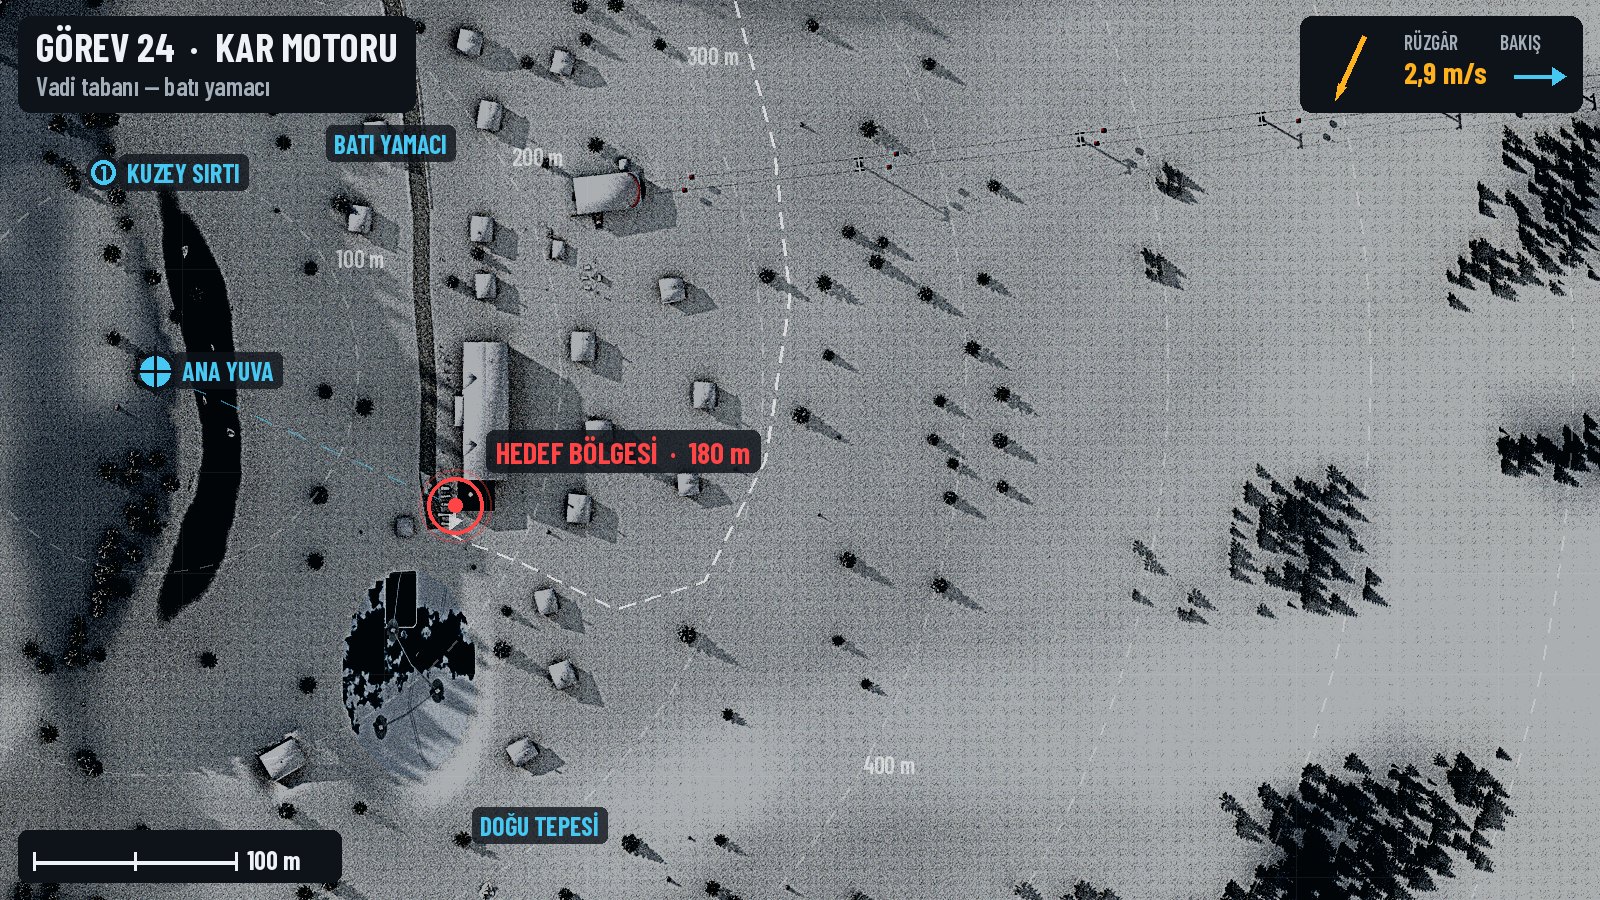 GÖREV 24 · KAR MOTORU
Vadi tabanı — batı yamacı
RÜZGÂR
BAKIŞ
2,9 m/s
300 m
BATI YAMACI
200 m
1 KUZEY SIRTI
100 m
ANA YUVA
HEDEF BÖLGESİ · 180 m
400 m
DOĞU TEPESİ
100 m